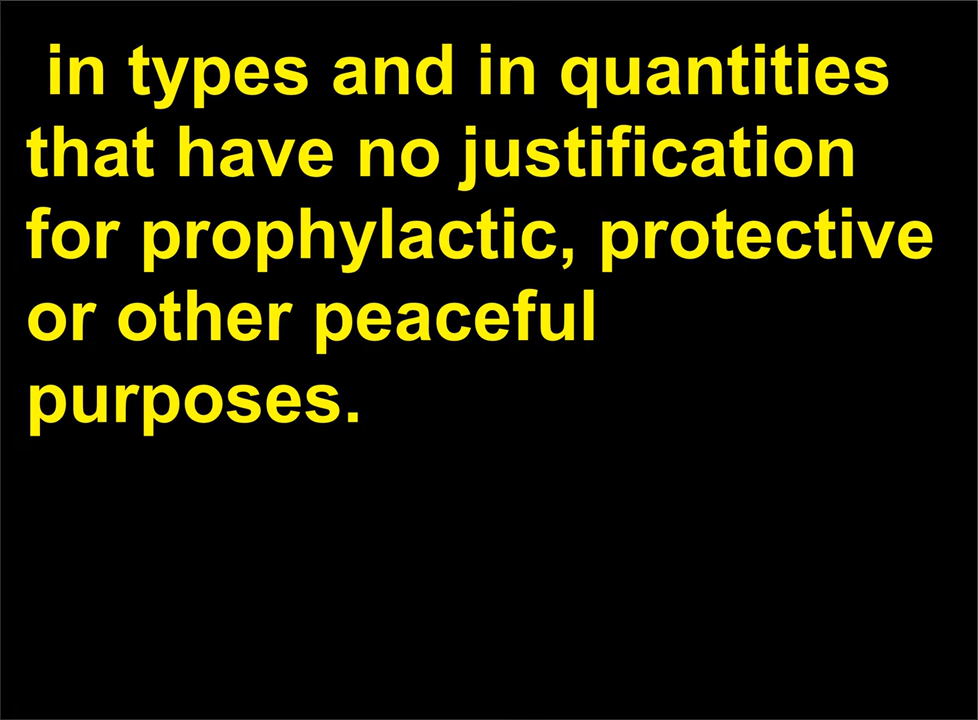 in types and in quantities
that have no justification
for prophylactic, protective
or other peaceful
purposes.